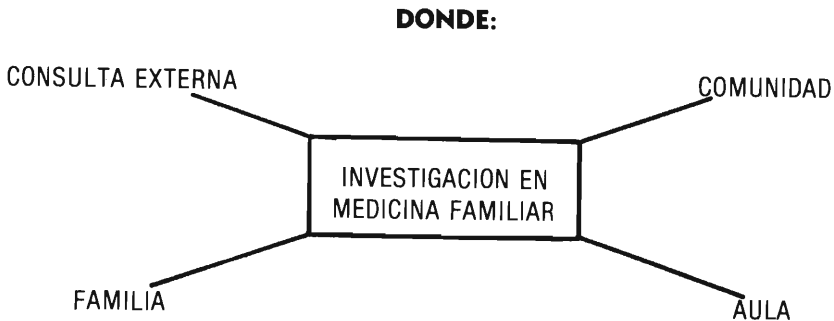 DONDE:
CONSULTA EXTERNA
COMUNIDAD
INVESTIGACION EN
MEDICINA FAMILIAR
FAMILIA
AULA